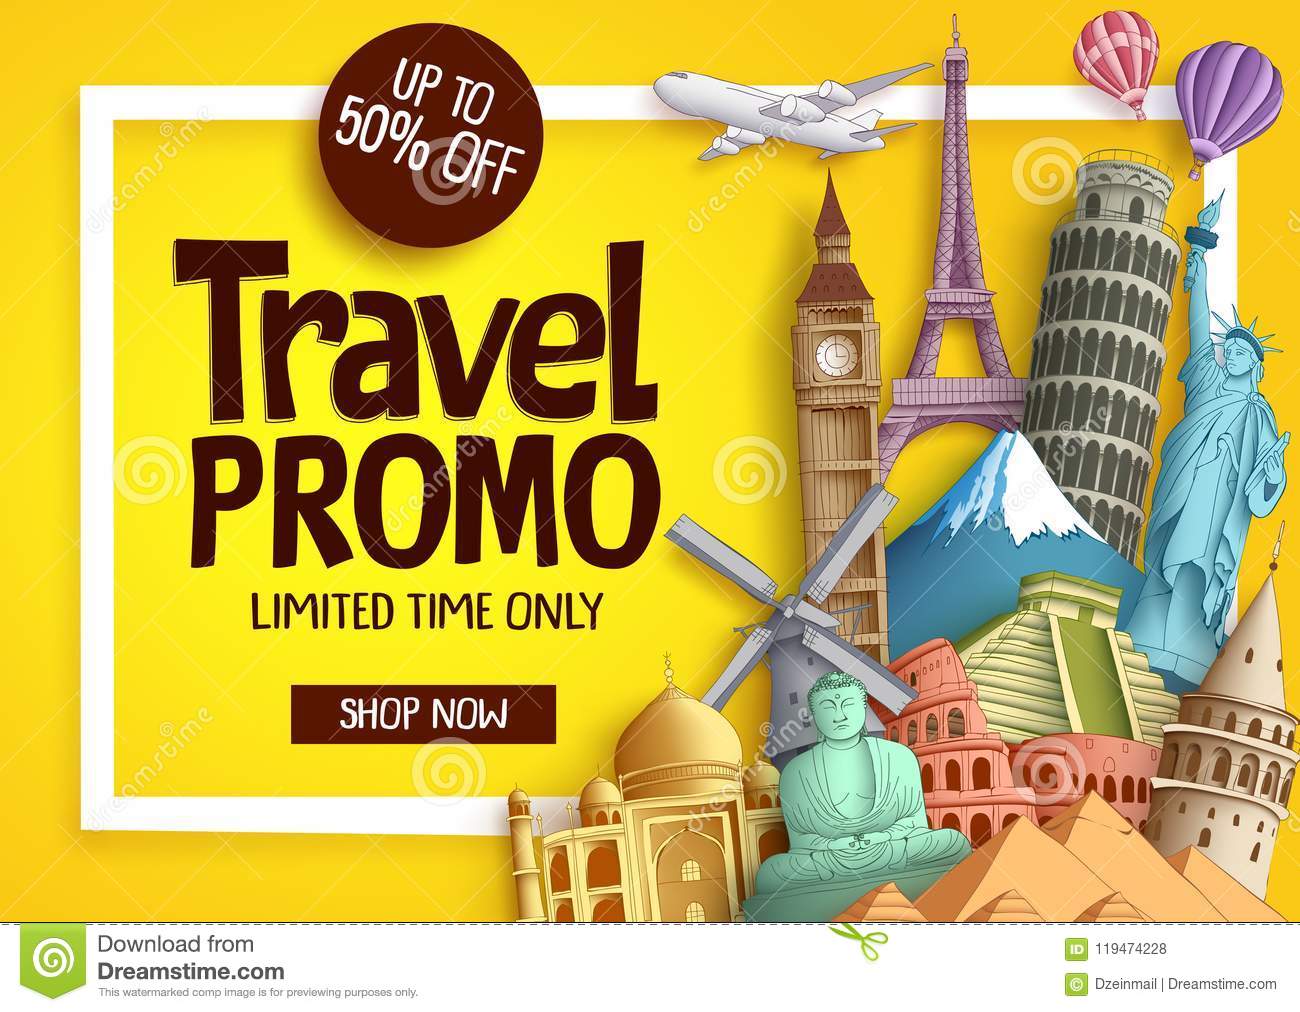 UP TO
50% OFF
Travel
PROMO
LIMITED TIME ONLY
SHOP NOW
dreamstime
Download from
Dreamstime.com
This watermarked comp image is for previewing purposes only.
ID 119474228
© Dzeinmail | Dreamstime.com